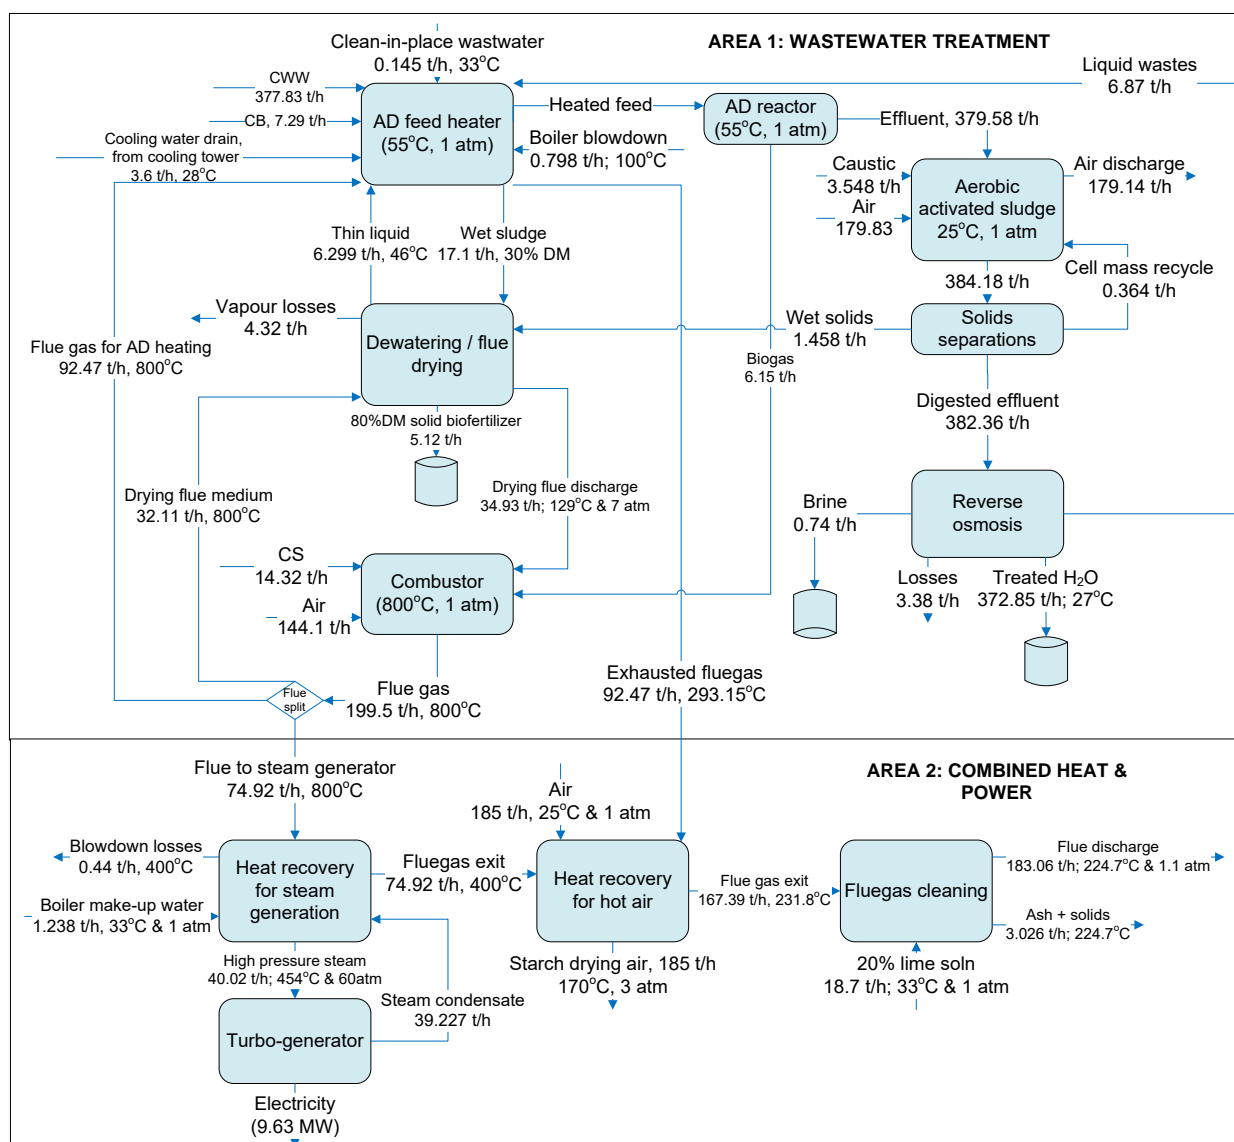 Clean-in-place wastwater
0.145 t/h, 33°C
AREA 1: WASTEWATER TREATMENT
CWW
377.83 t/h
CB, 7.29 t/h
Cooling water drain,
from cooling tower
3.6 t/h, 28°C
AD feed heater
(55°C, 1 atm)
Heated feed
Boiler blowdown
0.798 t/h; 100°C
AD reactor
(55°C, 1 atm)
Liquid wastes
6.87 t/h
Effluent, 379.58 t/h
Caustic
3.548 t/h
Air
179.83
Aerobic
activated sludge
25°C, 1 atm
Air discharge
179.14 t/h
Thin liquid
6.299 t/h, 46°C
Wet sludge
17.1 t/h, 30% DM
384.18 t/h
Cell mass recycle
0.364 t/h
Vapour losses
4.32 t/h
Dewatering / flue
drying
Wet solids
1.458 t/h
Solids
separations
Flue gas for AD heating
92.47 t/h, 800°C
Biogas
6.15 t/h
80%DM solid biofertilizer
5.12 t/h
Digested effluent
382.36 t/h
Drying flue medium
32.11 t/h, 800°C
Drying flue discharge
34.93 t/h; 129°C & 7 atm
Brine
0.74 t/h
Reverse
osmosis
CS
14.32 t/h
Air
144.1 t/h
Combustor
(800°C, 1 atm)
Losses
3.38 t/h
Treated H₂O
372.85 t/h; 27°C
Flue
split
Flue gas
199.5 t/h, 800°C
Exhausted fluegas
92.47 t/h, 293.15°C
Flue to steam generator
74.92 t/h, 800°C
Air
185 t/h, 25°C & 1 atm
AREA 2: COMBINED HEAT &
POWER
Blowdown losses
0.44 t/h, 400°C
Boiler make-up water
1.238 t/h, 33°C & 1 atm
Heat recovery
for steam
generation
Fluegas exit
74.92 t/h, 400°C
Heat recovery
for hot air
Flue gas exit
167.39 t/h, 231.8°C
Fluegas cleaning
Flue discharge
183.06 t/h; 224.7°C & 1.1 atm
Ash + solids
3.026 t/h; 224.7°C
High pressure steam
40.02 t/h; 454°C & 60atm
Steam condensate
39.227 t/h
Starch drying air, 185 t/h
170°C, 3 atm
20% lime soln
18.7 t/h; 33°C & 1 atm
Turbo-generator
Electricity
(9.63 MW)